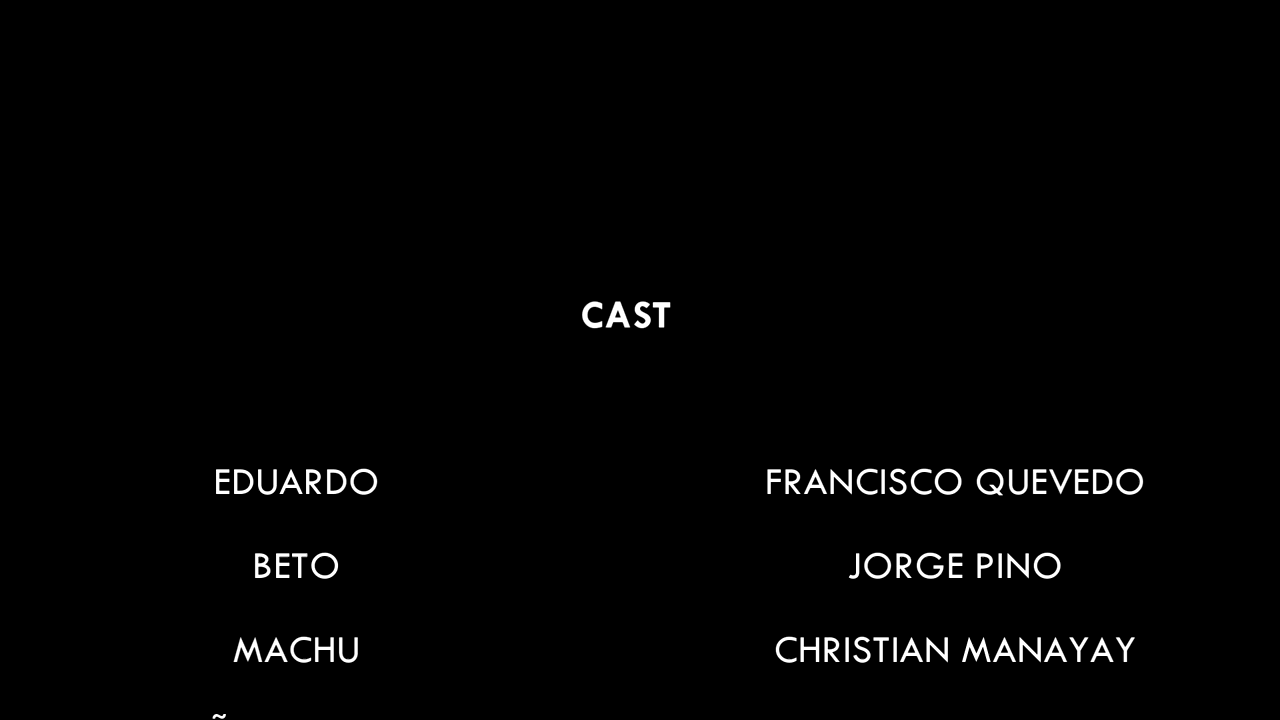 CAST
EDUARDO FRANCISCO QUEVEDO
BETO JORGE PINO
MACHU CHRISTIAN MANAYAY